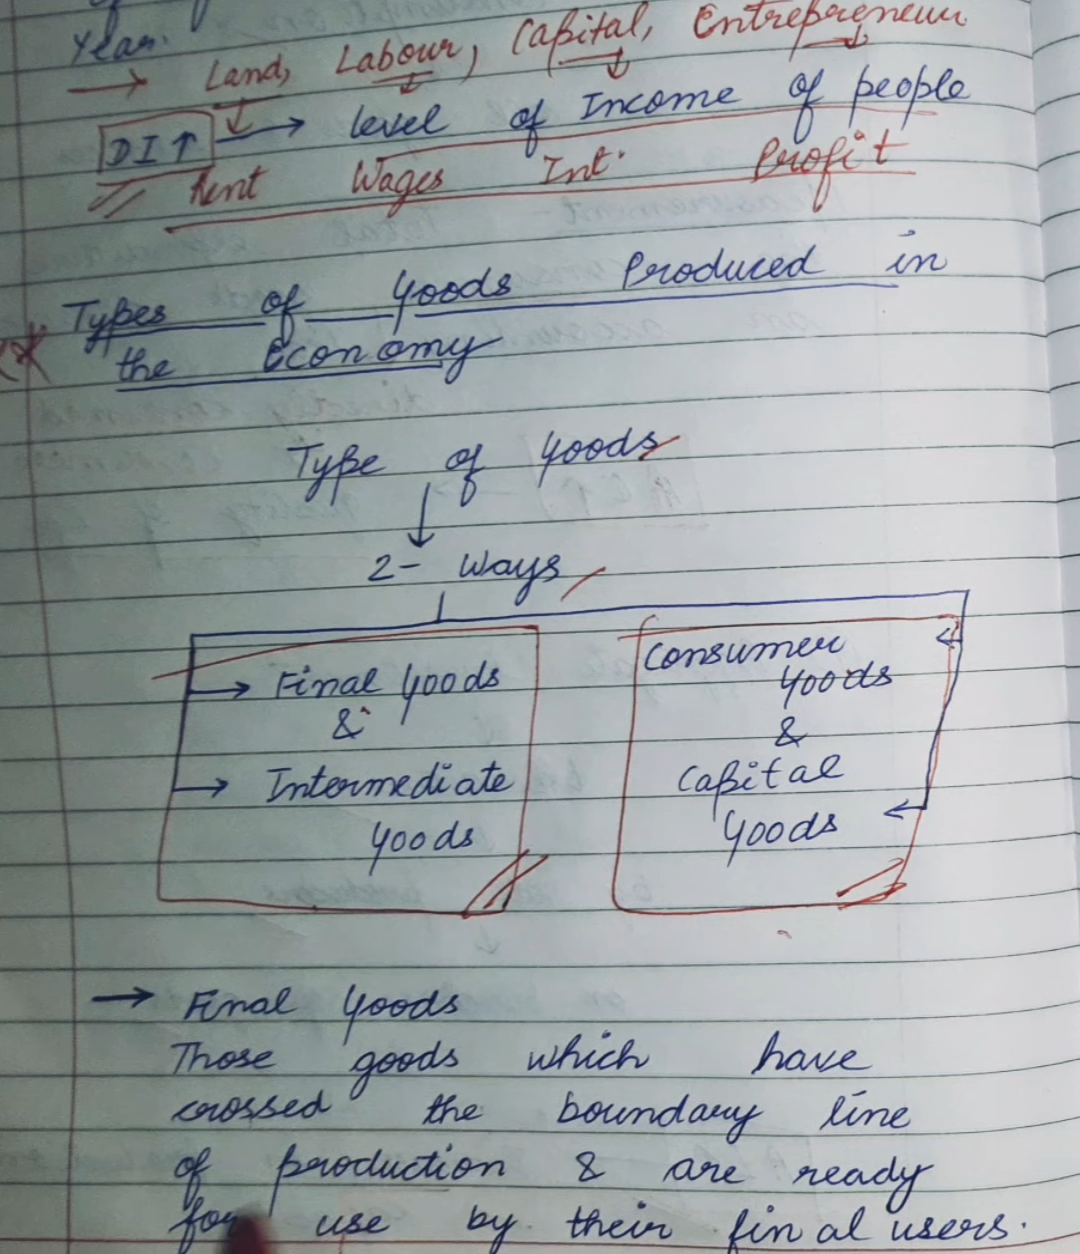 Year.
→ Land, Labour, Capital, Entrepreneur
DI↑ → level of Income of people
Rent Wages Int. Profit
Types of Goods Produced in
the Economy
Type of Goods
2- Ways
→ Final Goods
&
→ Intermediate
Goods
Consumer
Goods
&
Capital
Goods
→ Final Goods
Those goods which have
crossed the boundary line
of production & are ready
for use by their final users.